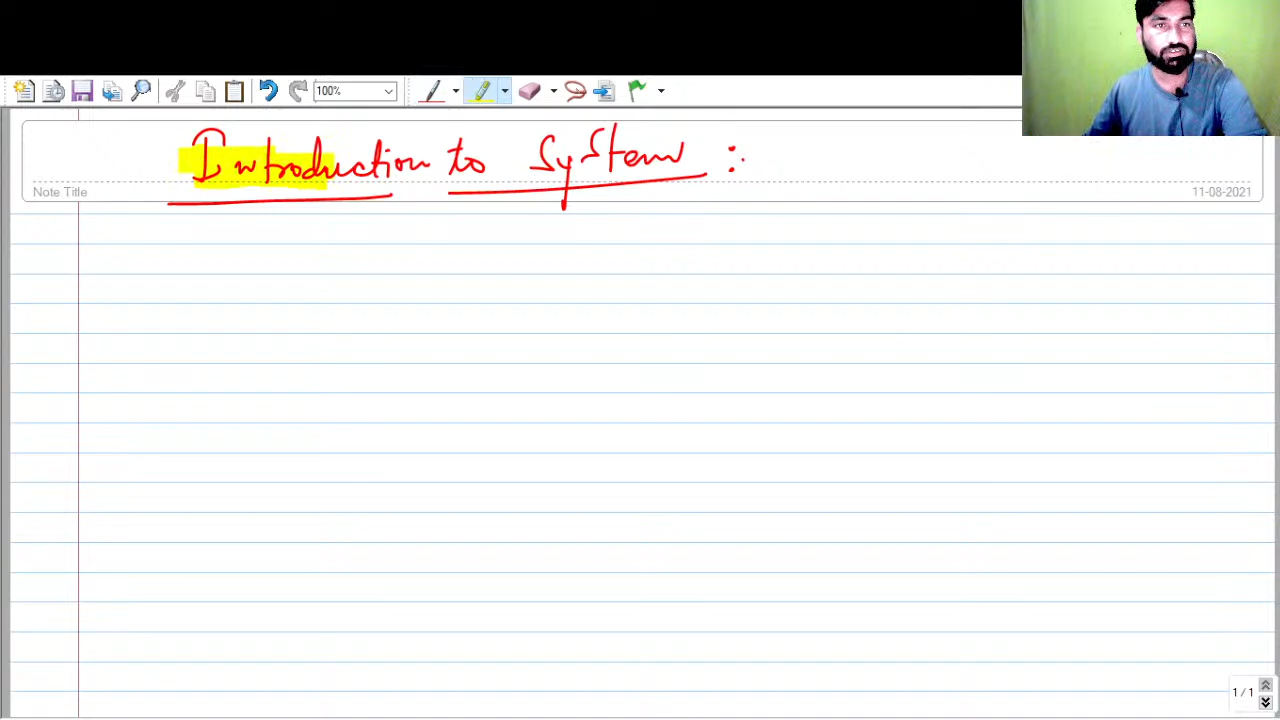 100%
Introduction to System :
Note Title
11-08-2021
1 / 1